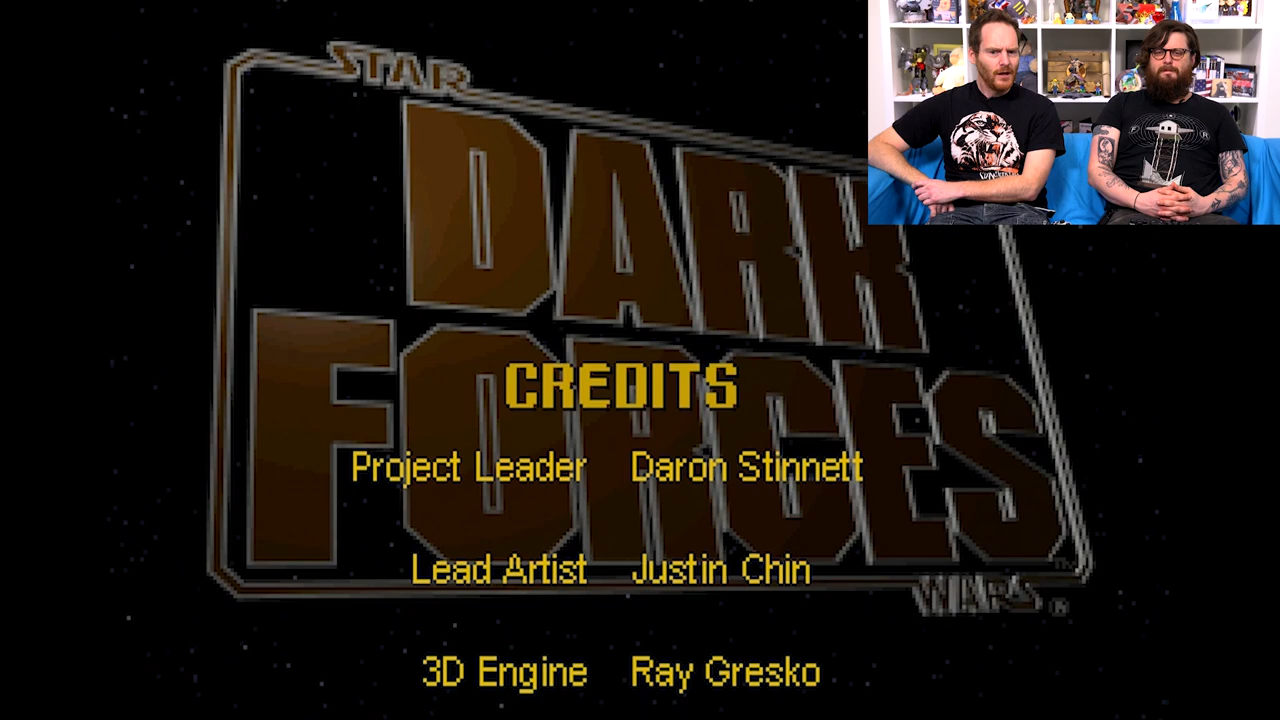 STAR
DARK
FORCES
WARS
CREDITS
Project Leader Daron Stinnett
Lead Artist Justin Chin
3D Engine Ray Gresko